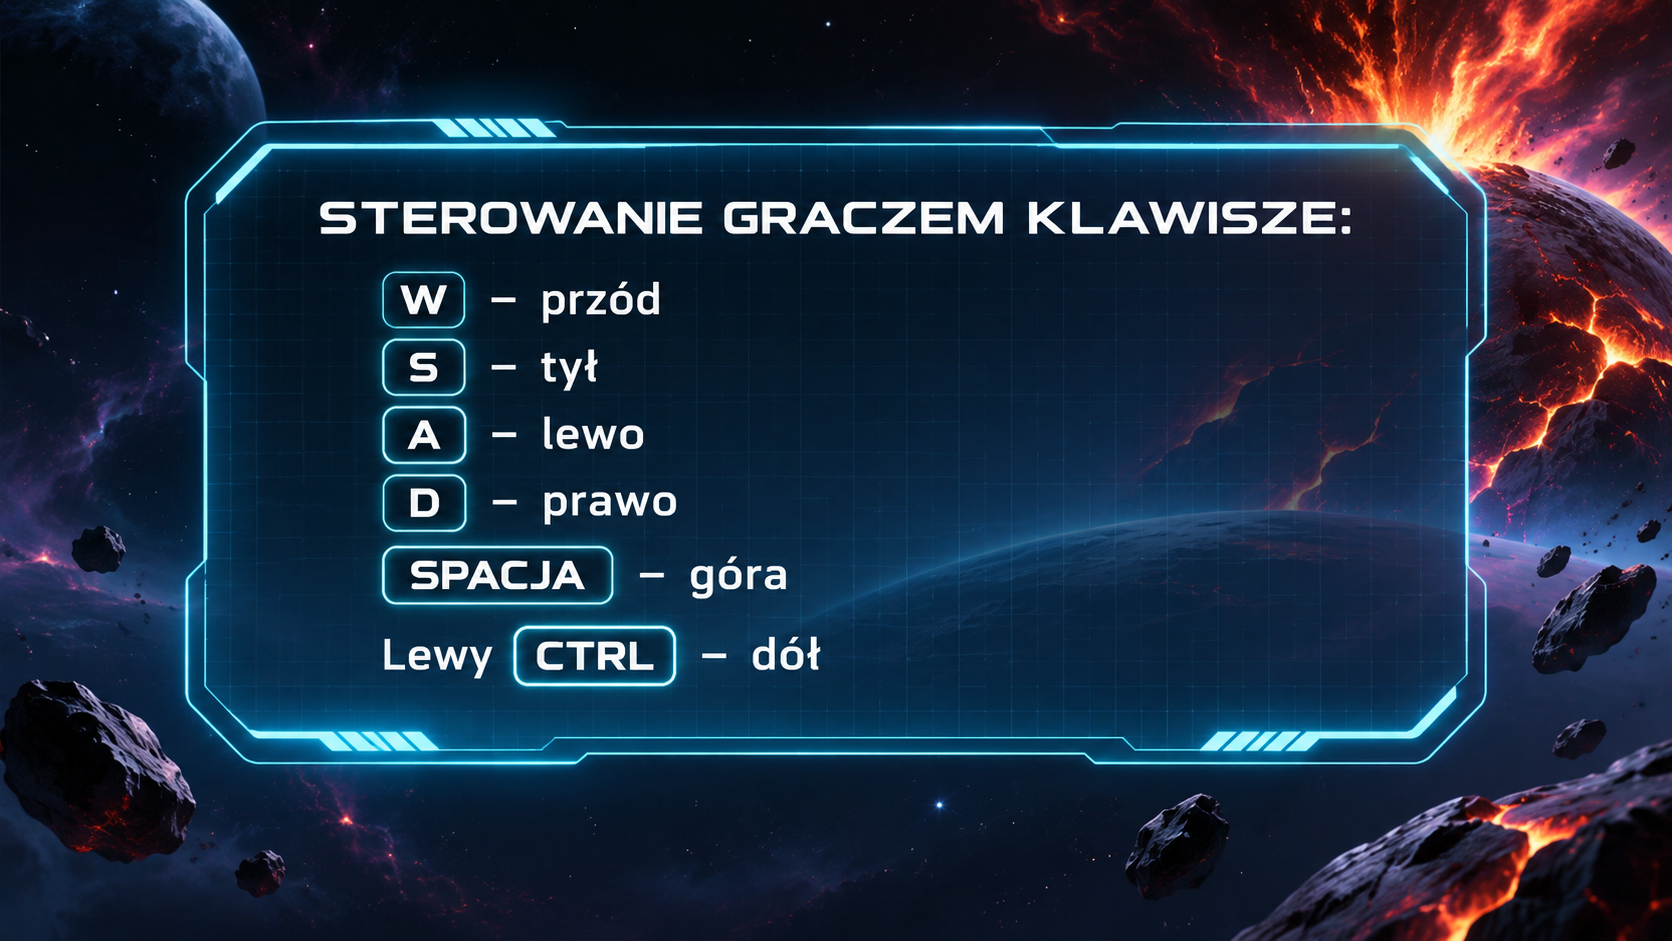 STEROWANIE GRACZEM KLAWISZE:
W – przód
S – tył
A – lewo
D – prawo
SPACJA – góra
Lewy CTRL – dół